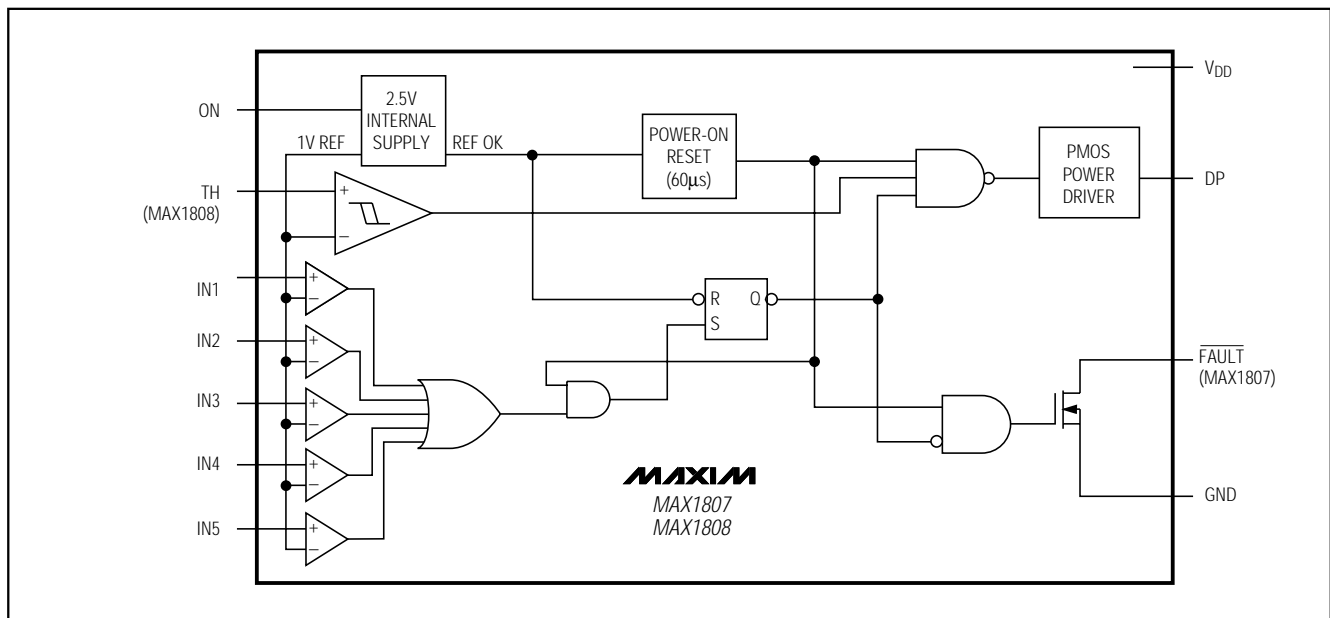 V_DD
ON
2.5V
INTERNAL
SUPPLY
1V REF
REF OK
POWER-ON
RESET
(60μs)
PMOS
POWER
DRIVER
DP
TH
(MAX1808)
+
−
IN1
+
−
R
Q
S
IN2
+
−
FAULT
(MAX1807)
IN3
+
−
IN4
+
−
MAXIM
MAX1807
MAX1808
GND
IN5
+
−